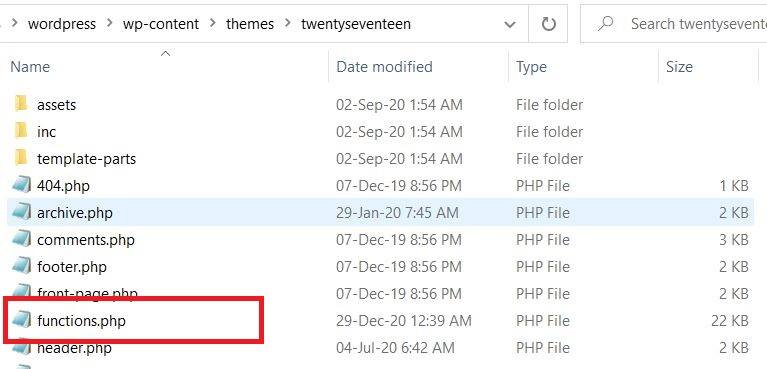 wordpress > wp-content > themes > twentyseventeen Search twentysevente
Name Date modified Type Size
assets 02-Sep-20 1:54 AM File folder
inc 02-Sep-20 1:54 AM File folder
template-parts 02-Sep-20 1:54 AM File folder
404.php 07-Dec-19 8:56 PM PHP File 1 KB
archive.php 29-Jan-20 7:45 AM PHP File 2 KB
comments.php 07-Dec-19 8:56 PM PHP File 3 KB
footer.php 07-Dec-19 8:56 PM PHP File 2 KB
front-page.php 07-Dec-19 8:56 PM PHP File 2 KB
functions.php 29-Dec-20 12:39 AM PHP File 22 KB
header.php 04-Jul-20 6:42 AM PHP File 2 KB